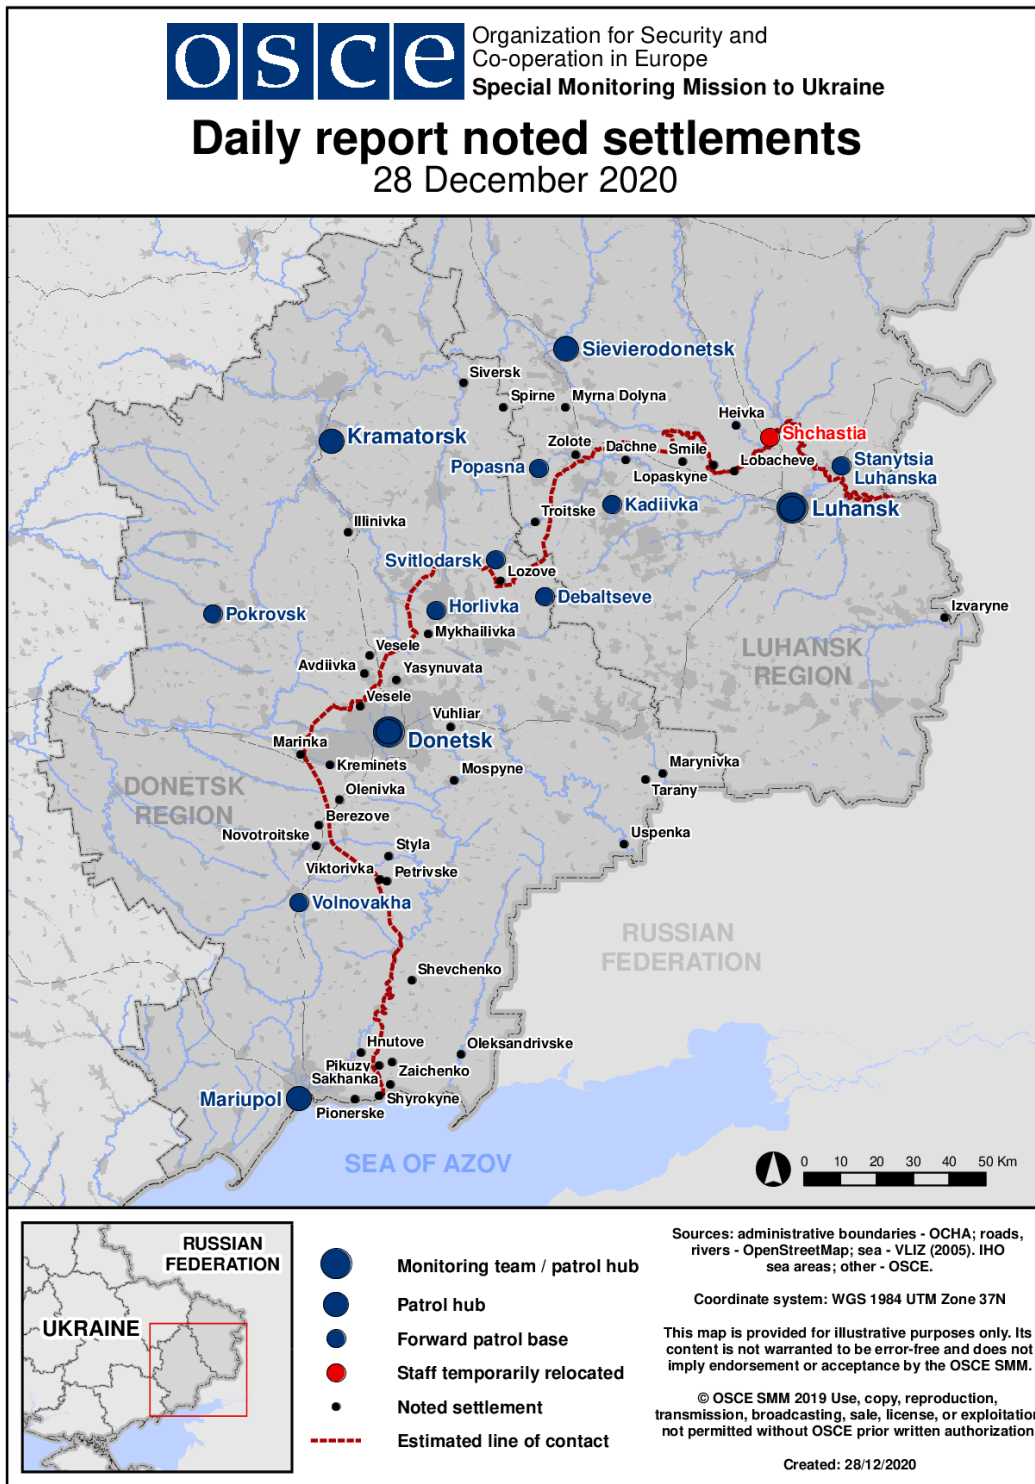 osce
Organization for Security and
Co-operation in Europe
Special Monitoring Mission to Ukraine
Daily report noted settlements
28 December 2020
Sievierodonetsk
Siversk
Spirne
Myrna Dolyna
Heivka
Kramatorsk
Shchastia
Zolote
Dachne
Smile
Popasna
Lobacheve
Stanytsia
Luhanska
Lopaskyne
Kadiivka
Luhansk
Troitske
Illinivka
Svitlodarsk
Lozove
Debaltseve
Horlivka
Izvaryne
Pokrovsk
Mykhailivka
LUHANSK
REGION
Vesele
Avdiivka
Yasynuvata
Vesele
Vuhliar
Donetsk
Marinka
Kreminets
Mospyne
Marynivka
Tarany
DONETSK
REGION
Olenivka
Berezove
Novotroitske
Uspenka
Styla
Viktorivka
Petrivske
Volnovakha
RUSSIAN
FEDERATION
Shevchenko
Hnutove
Oleksandrivske
Pikuzy
Zaichenko
Sakhanka
Mariupol
Shyrokyne
Pionerske
SEA OF AZOV
0 10 20 30 40 50 Km
RUSSIAN
FEDERATION
UKRAINE
Monitoring team / patrol hub
Patrol hub
Forward patrol base
Staff temporarily relocated
Noted settlement
Estimated line of contact
Sources: administrative boundaries - OCHA; roads,
rivers - OpenStreetMap; sea - VLIZ (2005). IHO
sea areas; other - OSCE.
Coordinate system: WGS 1984 UTM Zone 37N
This map is provided for illustrative purposes only. Its
content is not warranted to be error-free and does not
imply endorsement or acceptance by the OSCE SMM.
© OSCE SMM 2019 Use, copy, reproduction,
transmission, broadcasting, sale, license, or exploitation
not permitted without OSCE prior written authorization
Created: 28/12/2020